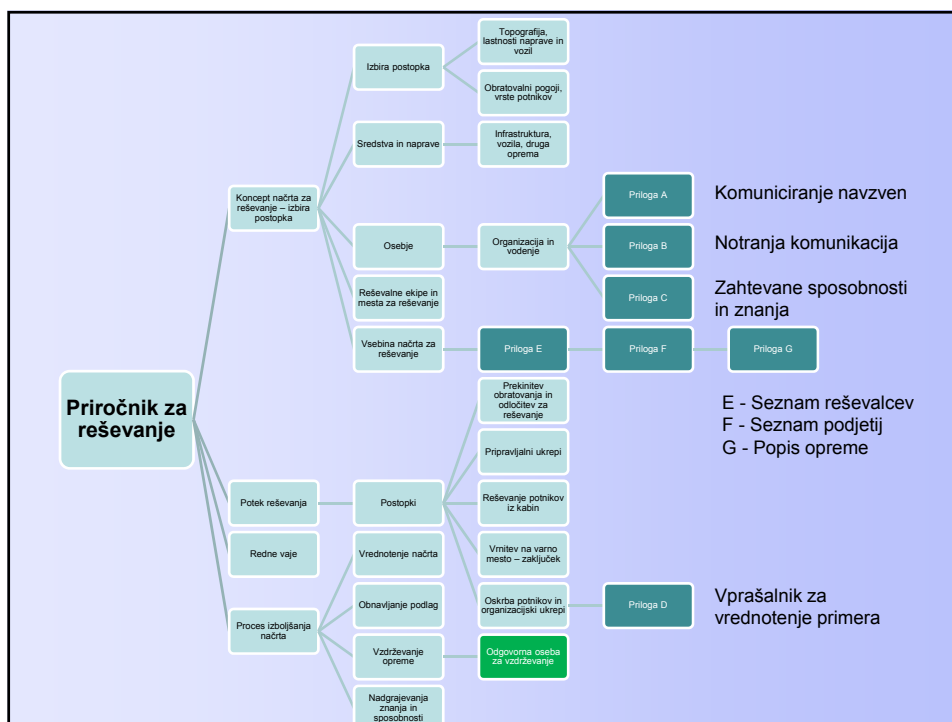 Topografija,
lastnosti naprave in
vozil
Izbira postopka
Obratovalni pogoji,
vrste potnikov
Sredstva in naprave
Infrastruktura,
vozila, druga
oprema
Koncept načrta za
reševanje – izbira
postopka
Priloga A
Komuniciranje navzven
Osebje
Organizacija in
vodenje
Priloga B
Notranja komunikacija
Priloga C
Zahtevane sposobnosti
in znanja
Reševalne ekipe in
mesta za reševanje
Vsebina načrta za
reševanje
Priloga E
Priloga F
Priloga G
E - Seznam reševalcev
F - Seznam podjetij
G - Popis opreme
Priročnik za
reševanje
Prekinitev
obratovanja in
odločitev za
reševanje
Pripravljalni ukrepi
Potek reševanja
Postopki
Reševanje potnikov
iz kabin
Vrnitev na varno
mesto – zaključek
Oskrba potnikov in
organizacijski ukrepi
Priloga D
Vprašalnik za
vrednotenje primera
Redne vaje
Vrednotenje načrta
Proces izboljšanja
načrta
Obnavljanje podlag
Vzdrževanje
opreme
Odgovorna oseba
za vzdrževanje
Nadgrajevanja
znanja in
sposobnosti